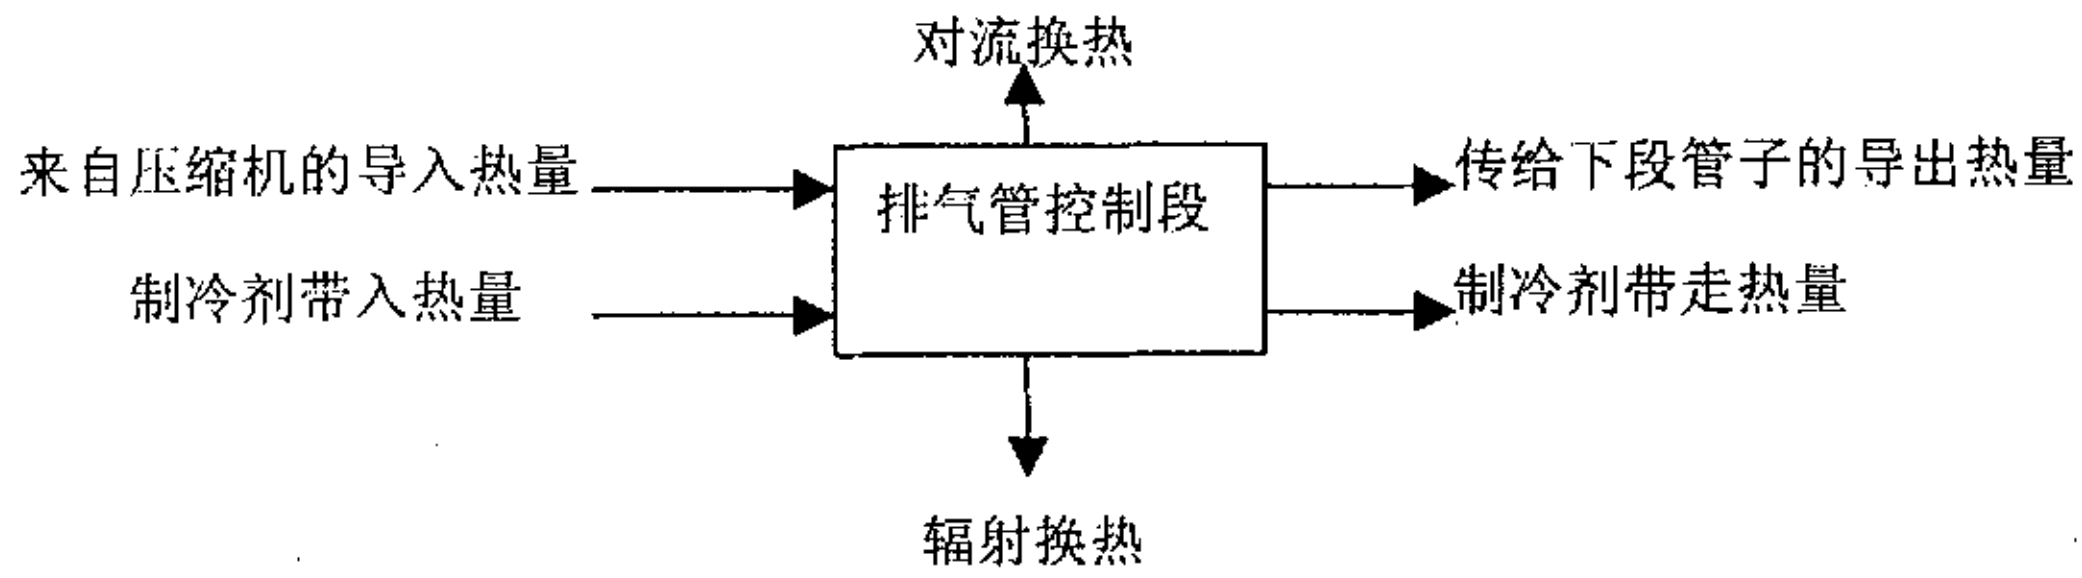 对流换热
来自压缩机的导入热量
传给下段管子的导出热量
排气管控制段
制冷剂带入热量
制冷剂带走热量
辐射换热